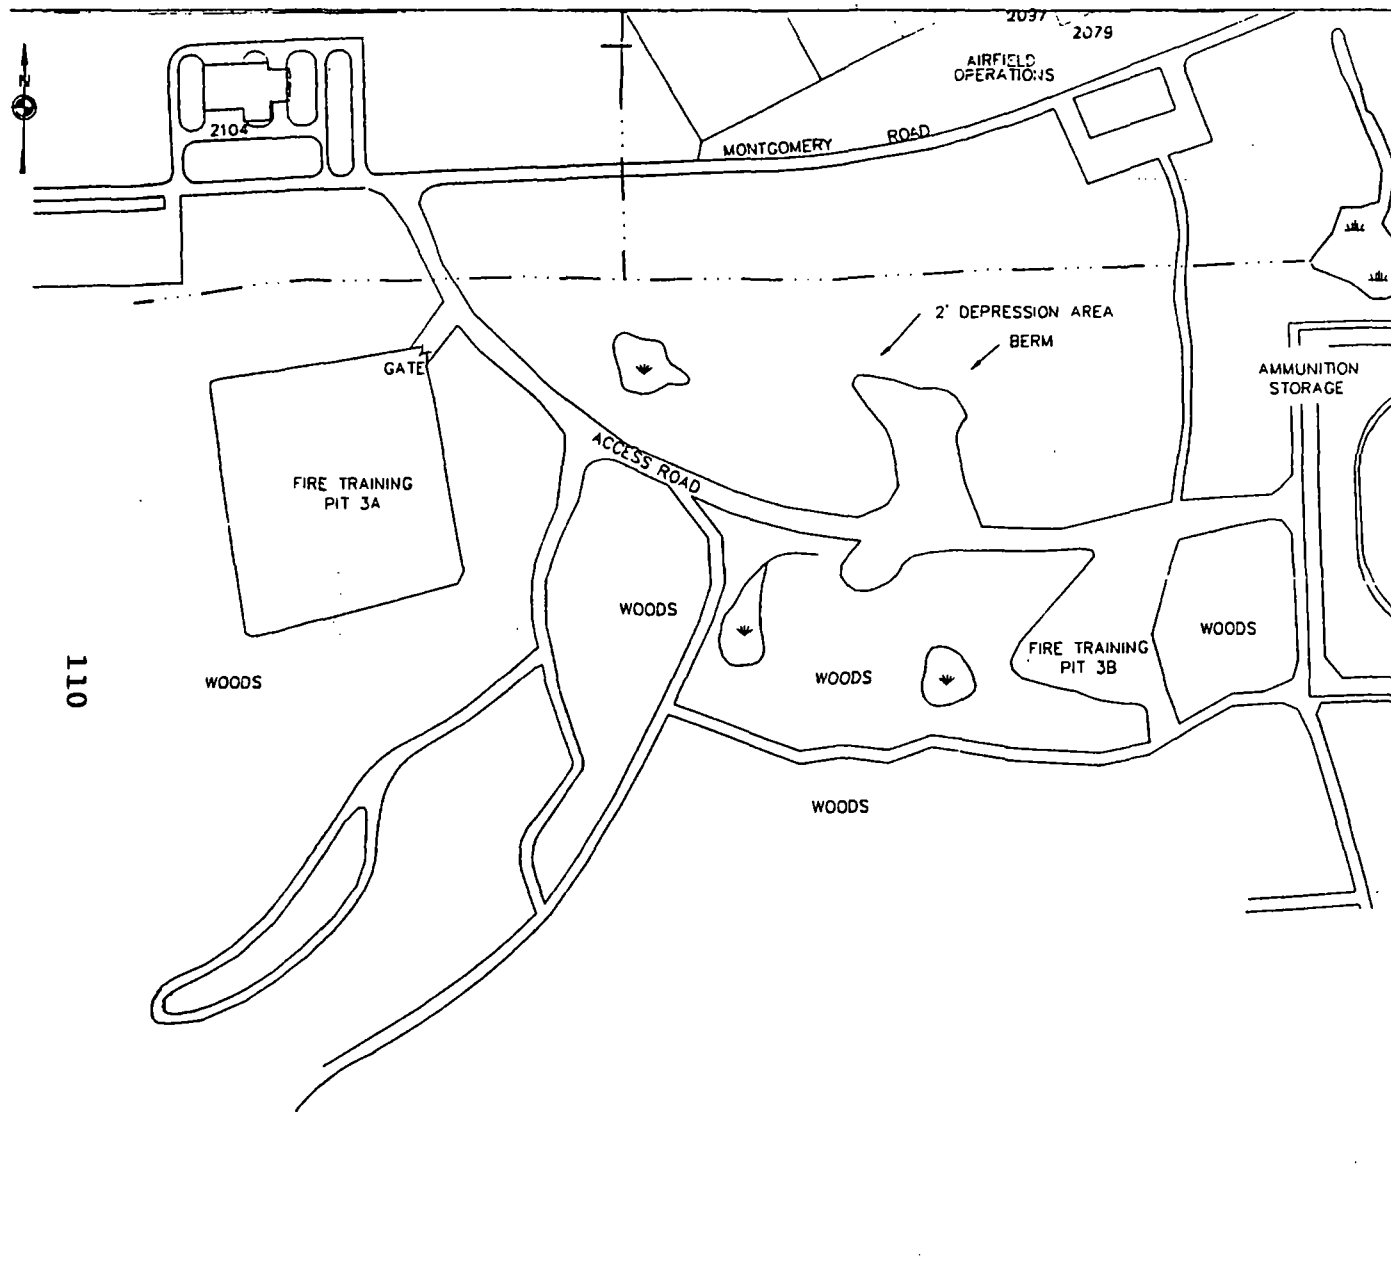 2097
2079
AIRFIELD
OPERATIONS
N
2104
MONTGOMERY ROAD
2' DEPRESSION AREA
BERM
GATE
AMMUNITION
STORAGE
ACCESS ROAD
FIRE TRAINING
PIT 3A
WOODS
WOODS
FIRE TRAINING
PIT 3B
WOODS
WOODS
110
WOODS